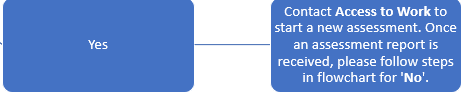 Yes
Contact Access to Work to
start a new assessment. Once
an assessment report is
received, please follow steps
in flowchart for 'No'.